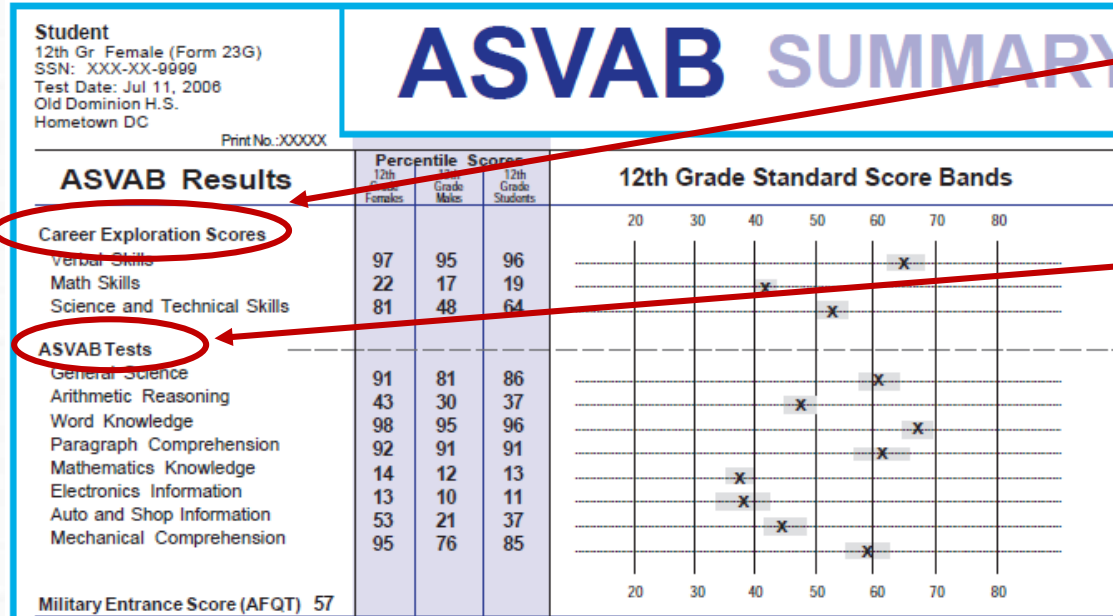 Student
12th Gr Female (Form 23G)
SSN: XXX-XX-9999
Test Date: Jul 11, 2006
Old Dominion H.S.
Hometown DC
Print No.:XXXXX
ASVAB SUMMARY
ASVAB Results
Percentile Scores
12th Grade Females
12th Grade Males
12th Grade Students
12th Grade Standard Score Bands
20 30 40 50 60 70 80
Career Exploration Scores
Verbal Skills 97 95 96 X
Math Skills 22 17 19 X
Science and Technical Skills 81 48 64 X
ASVAB Tests
General Science 91 81 86 X
Arithmetic Reasoning 43 30 37 X
Word Knowledge 98 95 96 X
Paragraph Comprehension 92 91 91 X
Mathematics Knowledge 14 12 13 X
Electronics Information 13 10 11 X
Auto and Shop Information 53 21 37 X
Mechanical Comprehension 95 76 85 X
20 30 40 50 60 70 80
Military Entrance Score (AFQT) 57